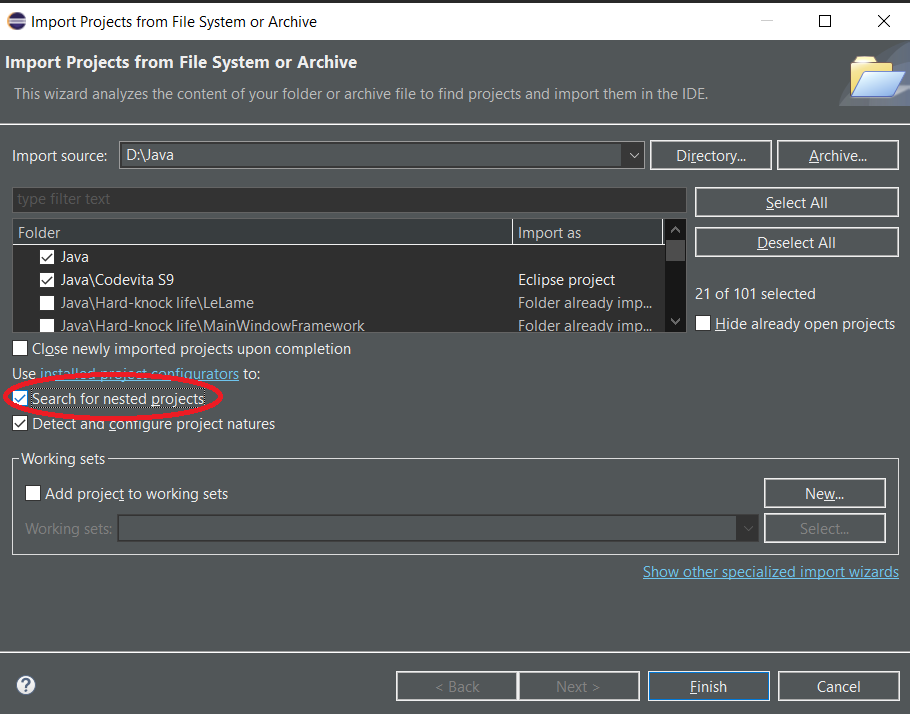 Import Projects from File System or Archive
Import Projects from File System or Archive
This wizard analyzes the content of your folder or archive file to find projects and import them in the IDE.
Import source: D:\Java Directory... Archive...
type filter text Select All
Folder Import as
Deselect All
Java
Java\Codevita S9 Eclipse project
21 of 101 selected
Java\Hard-knock life\LeLame Folder already imp...
Java\Hard-knock life\MainWindowFramework Folder already imp...
Hide already open projects
Close newly imported projects upon completion
Use installed project configurators to:
Search for nested projects
Detect and configure project natures
Working sets
Add project to working sets New...
Working sets: Select...
Show other specialized import wizards
? < Back Next > Finish Cancel